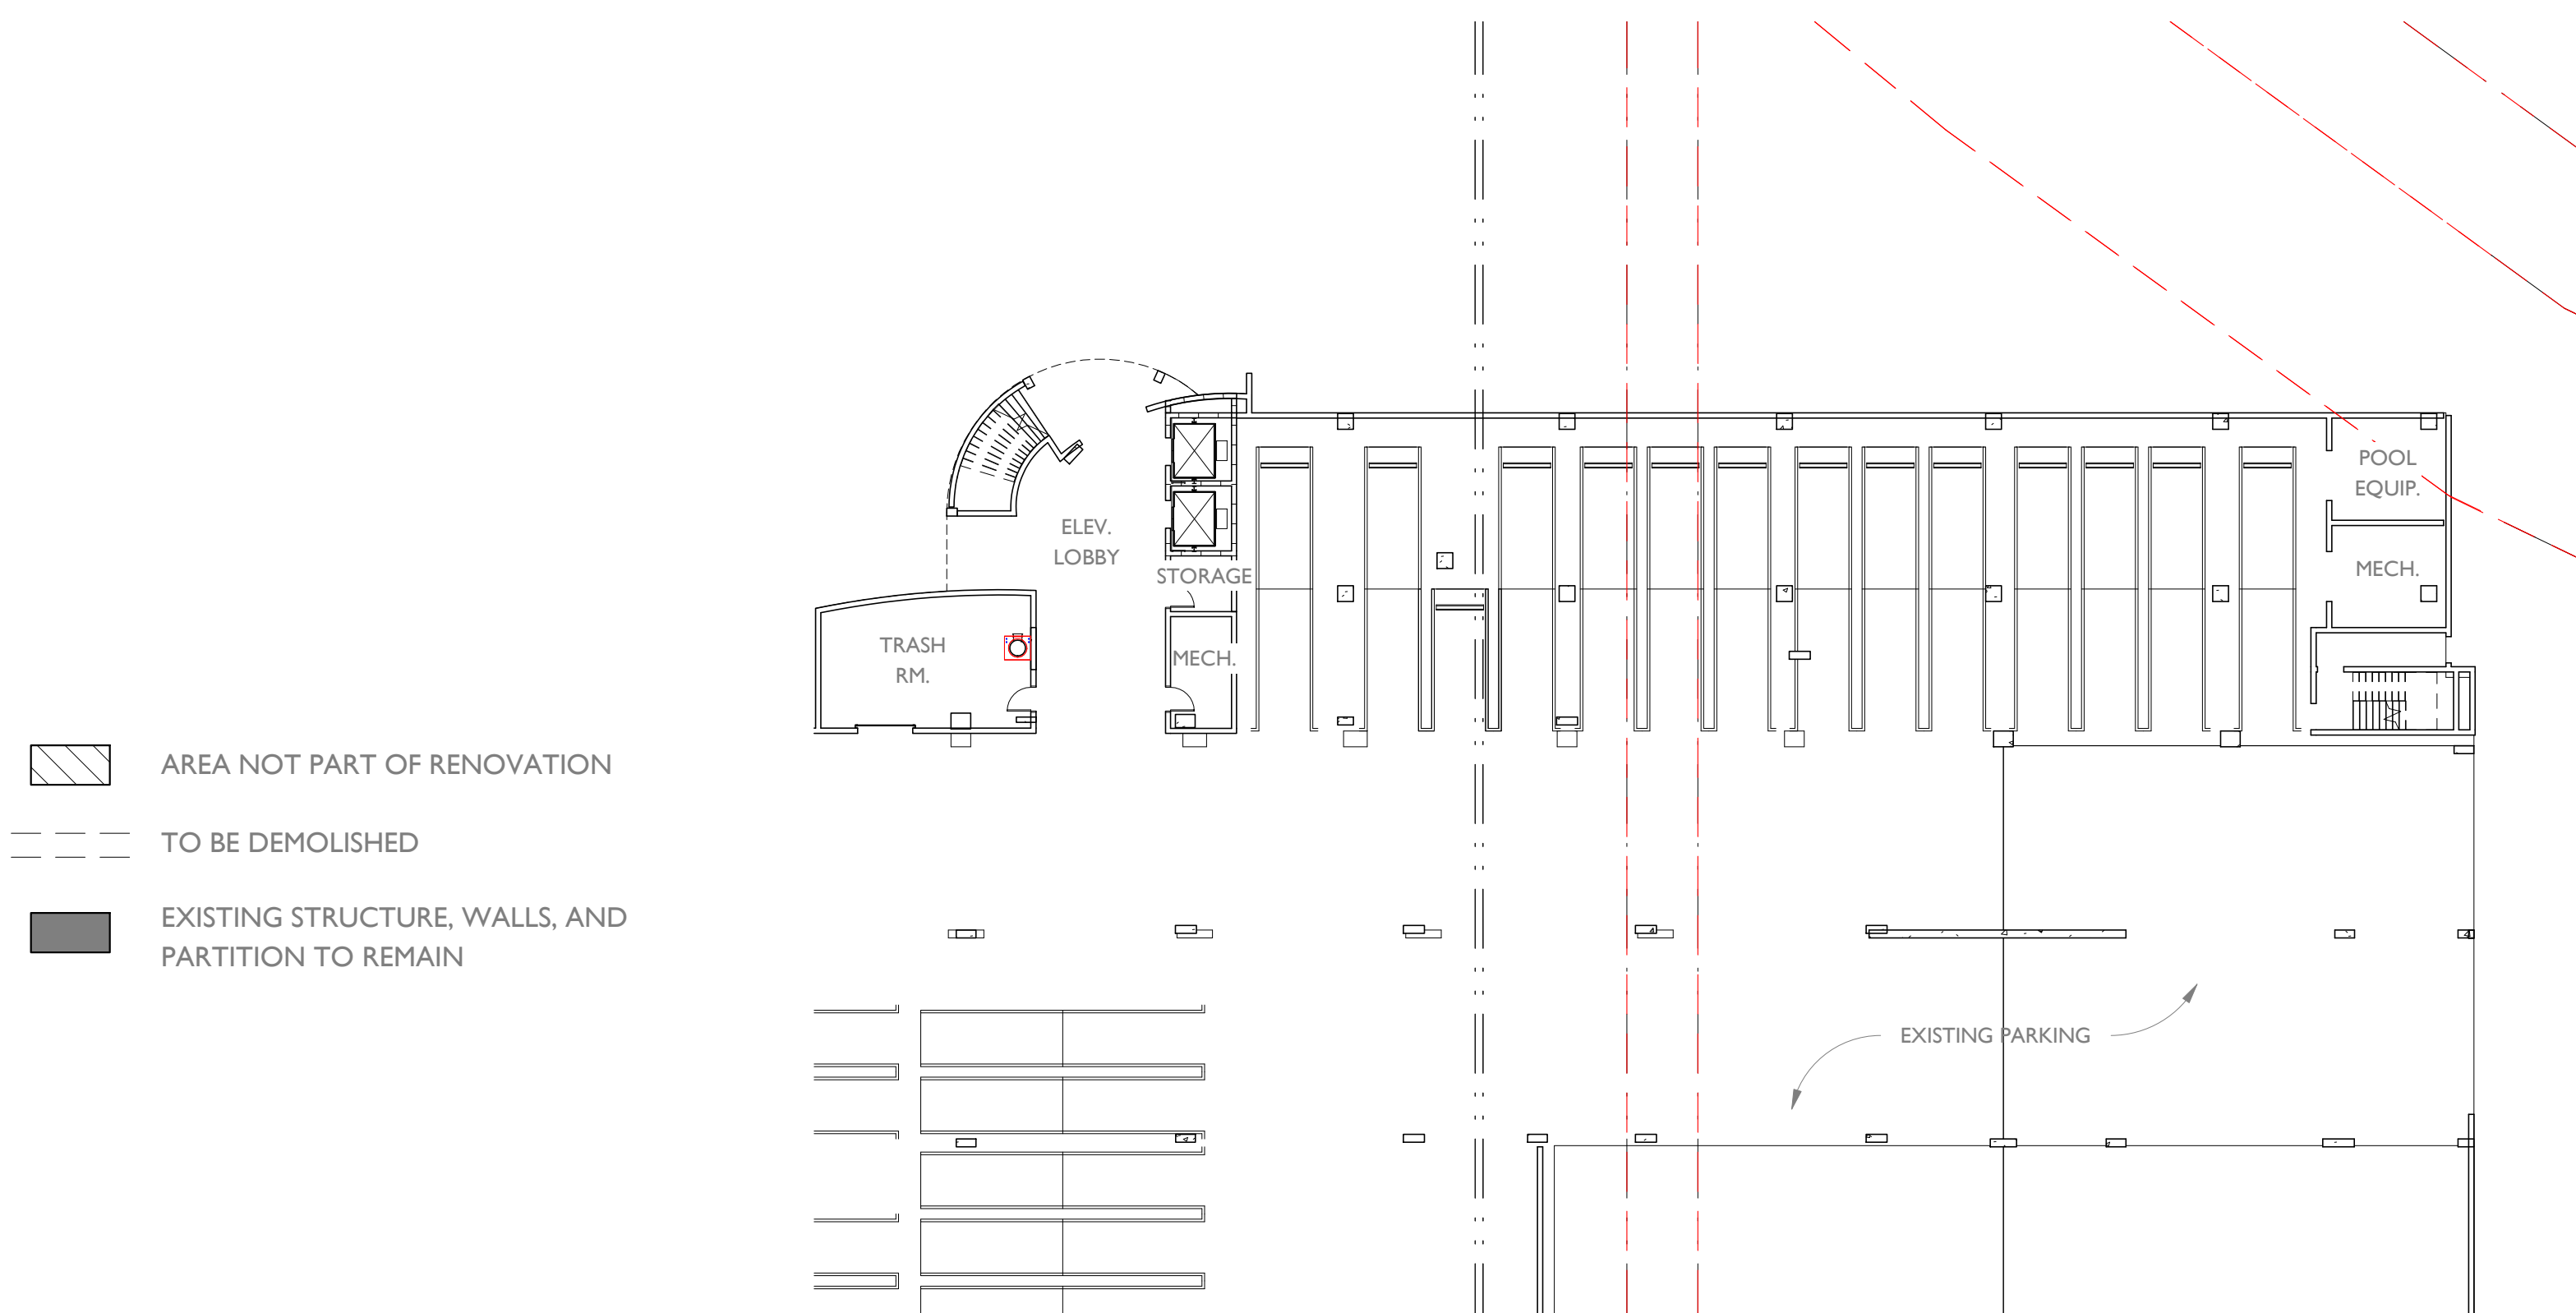 POOL
EQUIP.
ELEV.
LOBBY
STORAGE
MECH.
TRASH
RM.
MECH.
AREA NOT PART OF RENOVATION
TO BE DEMOLISHED
EXISTING STRUCTURE, WALLS, AND
PARTITION TO REMAIN
EXISTING PARKING